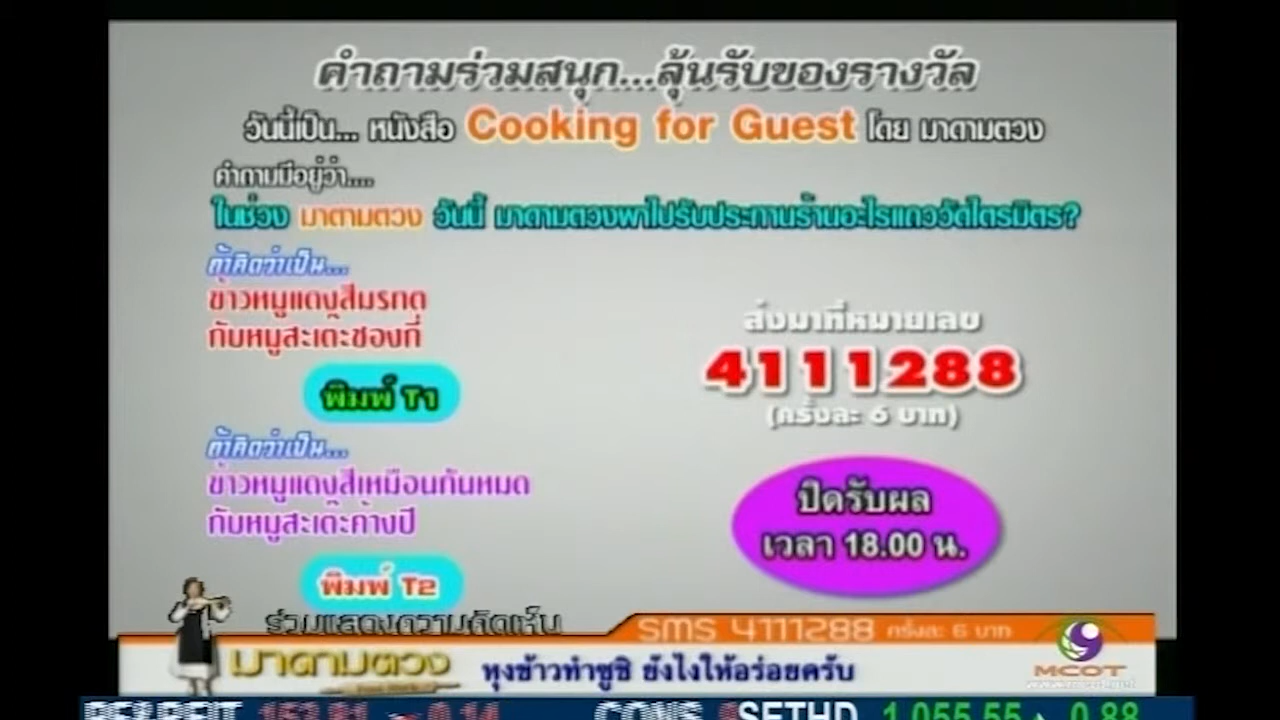 คำถามร่วมสนุก...ลุ้นรับของรางวัล
วันนี้เป็น... หนังสือ Cooking for Guest โดย มาดามตวง
คำถามมีอยู่ว่า....
ในช่วง มาดามตวง วันนี้ มาดามตวงพาไปรับประทานร้านอะไรแถววัดไตรมิตร?
ถ้าคิดว่าเป็น...
ข้าวหมูแดงสีมรกต
กับหมูสะเต๊ะชองกี่
พิมพ์ T1
ส่งมาที่หมายเลข
4111288
(ครั้งละ 6 บาท)
ถ้าคิดว่าเป็น...
ข้าวหมูแดงสีเหมือนกันหมด
กับหมูสะเต๊ะค้างปี
พิมพ์ T2
ปิดรับผล
เวลา 18.00 น.
ร่วมแสดงความคิดเห็น SMS 4111288 ครั้งละ 6 บาท
มาดามตวง หุงข้าวทำซูชิ ยังไงให้อร่อยครับ
MCOT
CONS SETHD 1,055.55 0.88